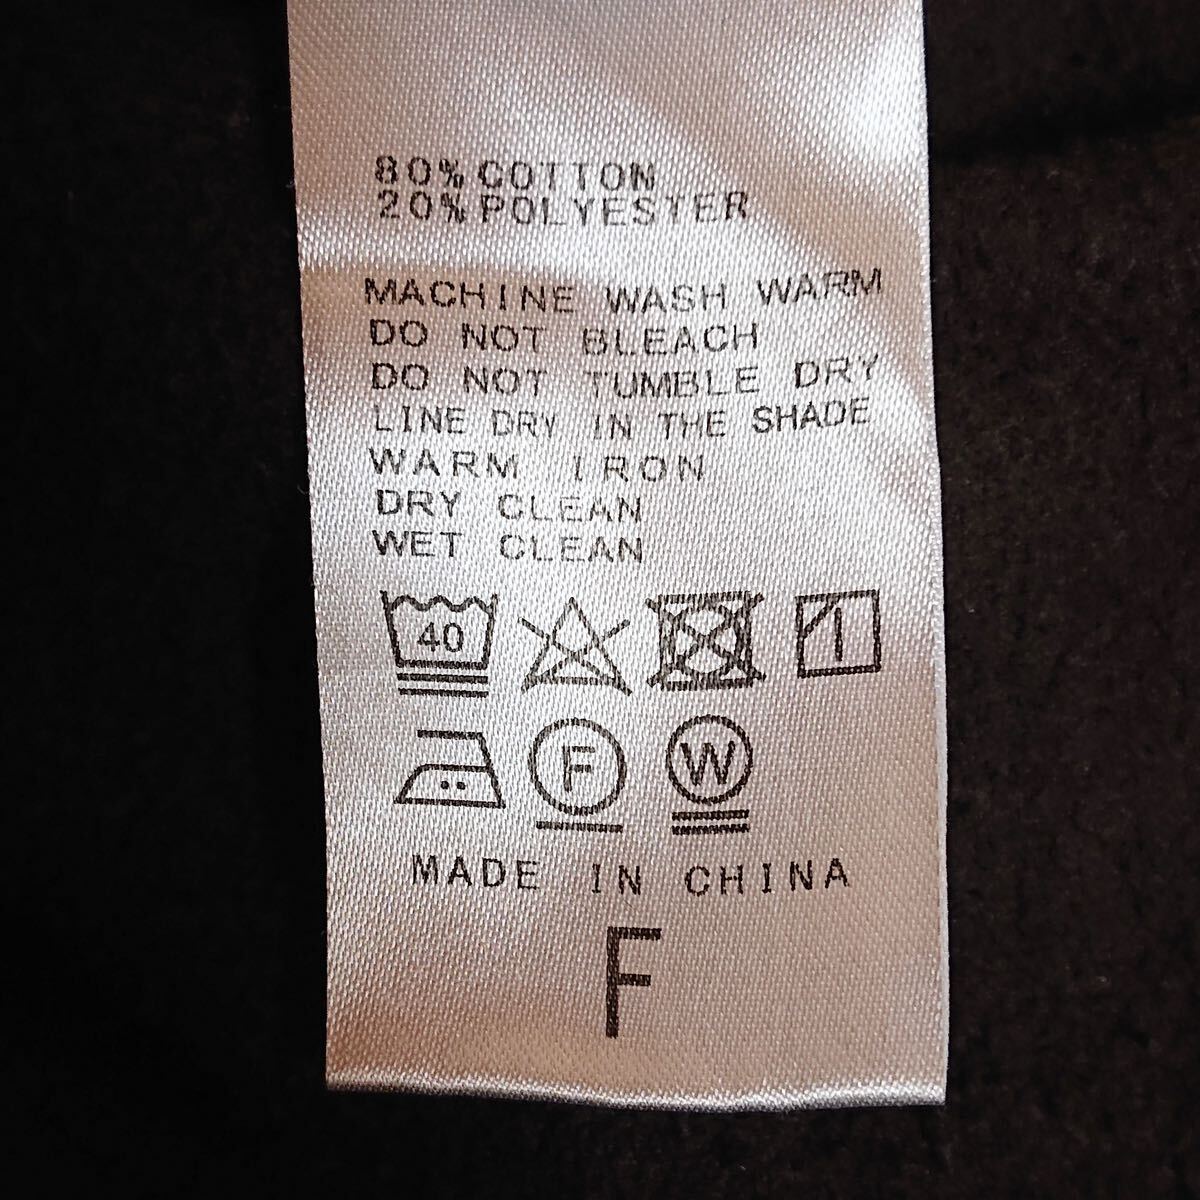 80% COTTON
20% POLYESTER
MACHINE WASH WARM
DO NOT BLEACH
DO NOT TUMBLE DRY
LINE DRY IN THE SHADE
WARM IRON
DRY CLEAN
WET CLEAN
40
F W
MADE IN CHINA
F